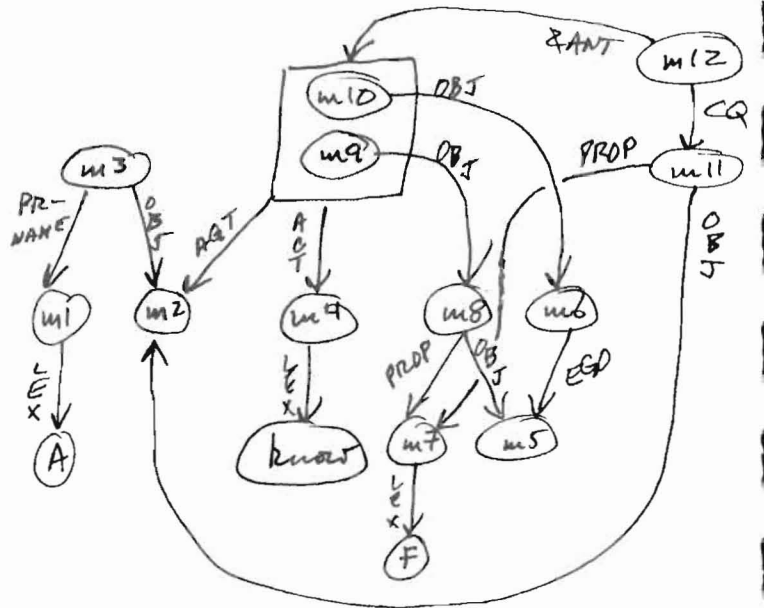 &ANT
m12
m10
OBJ
CQ
m9
OBJ
PROP
m11
m3
PR-
NAME
OBJ
AGT
ACT
OBJ
m1
m2
m4
m8
m6
LEX
LEX
PROP
OBJ
EGO
A
know
m7
m5
LEX
F